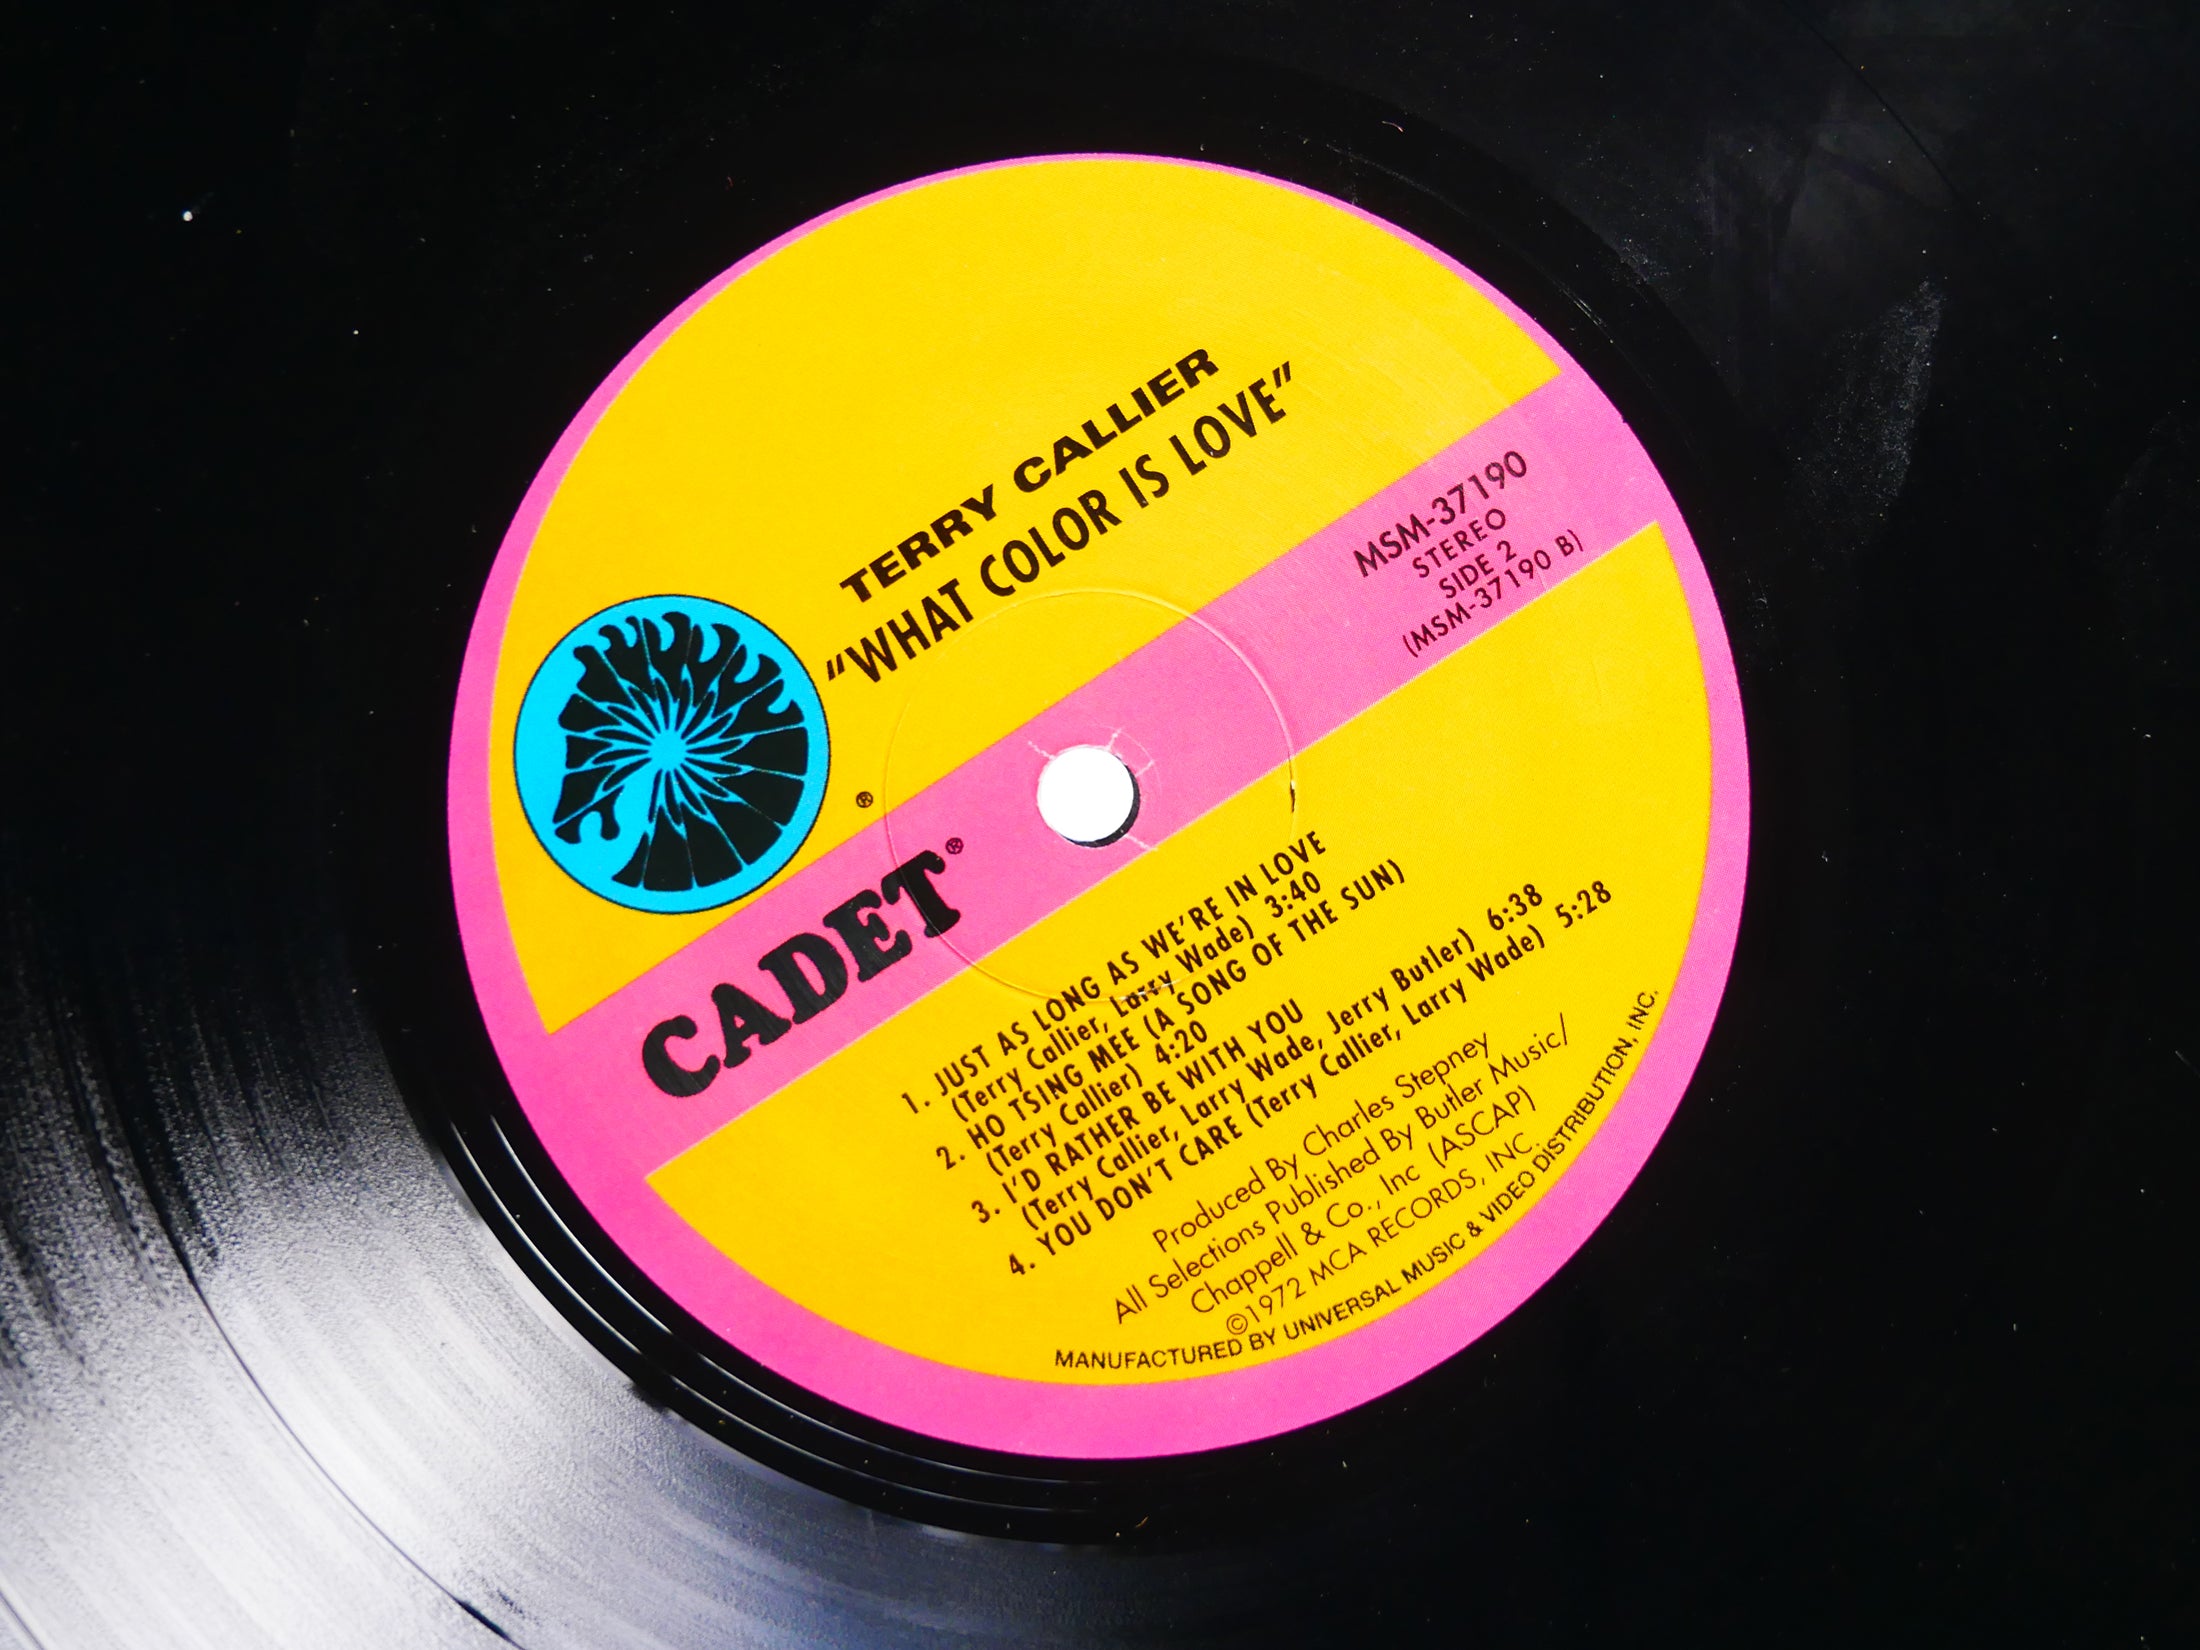 TERRY CALLIER
"WHAT COLOR IS LOVE"
MSM-37190
STEREO
SIDE 2
(MSM-37190 B)
®
CADET®
1. JUST AS LONG AS WE'RE IN LOVE
(Terry Callier, Larry Wade) 3:40
2. HO TSING MEE (A SONG OF THE SUN)
(Terry Callier) 4:20
3. I'D RATHER BE WITH YOU
(Terry Callier, Larry Wade, Jerry Butler) 6:38
4. YOU DON'T CARE (Terry Callier, Larry Wade) 5:28
Produced By Charles Stepney
All Selections Published By Butler Music/
Chappell & Co., Inc (ASCAP)
©1972 MCA RECORDS, INC.
MANUFACTURED BY UNIVERSAL MUSIC & VIDEO DISTRIBUTION, INC.